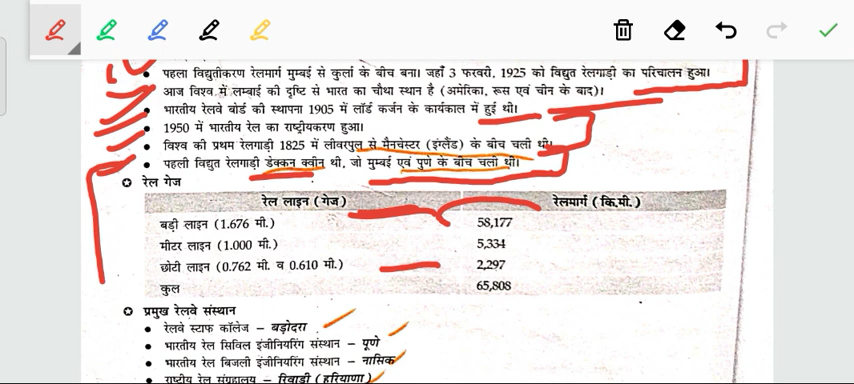 पहला विद्युतीकरण रेलमार्ग मुम्बई से कुर्ला के बीच बना। जहाँ 3 फरवरी, 1925 को विद्युत रेलगाड़ी का परिचालन हुआ।
आज विश्व में लम्बाई की दृष्टि से भारत का चौथा स्थान है (अमेरिका, रूस एवं चीन के बाद)।
भारतीय रेलवे बोर्ड की स्थापना 1905 में लॉर्ड कर्जन के कार्यकाल में हुई थी।
1950 में भारतीय रेल का राष्ट्रीयकरण हुआ।
विश्व की प्रथम रेलगाड़ी 1825 में लीवरपुल से मैनचेस्टर (इंग्लैंड) के बीच चली थी।
पहली विद्युत रेलगाड़ी डेक्कन क्वीन थी, जो मुम्बई एवं पुणे के बीच चली थी।
रेल गेज
रेल लाइन (गेज) रेलमार्ग (कि.मी.)
बड़ी लाइन (1.676 मी.) 58,177
मीटर लाइन (1.000 मी.) 5,334
छोटी लाइन (0.762 मी. व 0.610 मी.) 2,297
कुल 65,808
प्रमुख रेलवे संस्थान
रेलवे स्टाफ कॉलेज – बड़ोदरा
भारतीय रेल सिविल इंजीनियरिंग संस्थान – पूणे
भारतीय रेल बिजली इंजीनियरिंग संस्थान – नासिक
राष्ट्रीय रेल संग्रहालय – रिवाड़ी (हरियाणा)